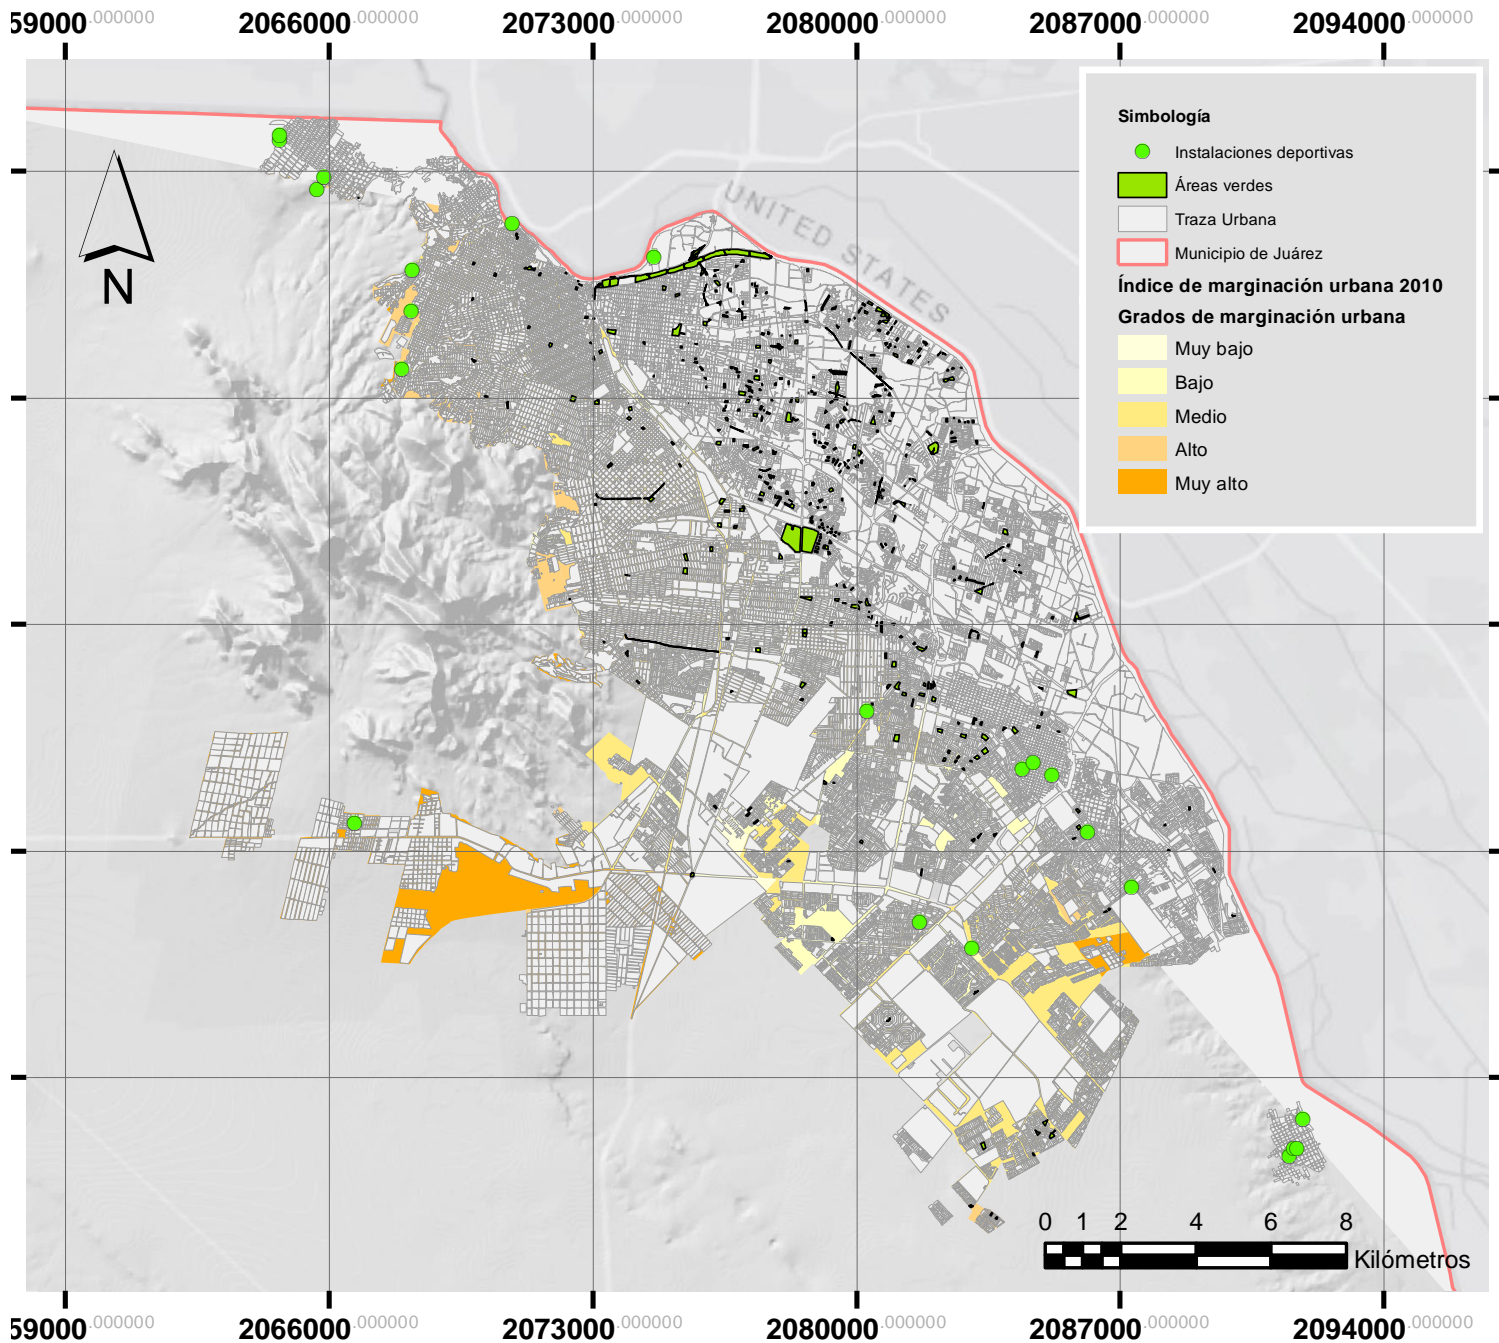 59000 2066000.000000 2073000.000000 2080000.000000 2087000.000000 2094000.000000
Simbología
Instalaciones deportivas
Áreas verdes
Traza Urbana
Municipio de Juárez
Índice de marginación urbana 2010
Grados de marginación urbana
Muy bajo
Bajo
Medio
Alto
Muy alto
UNITED STATES
N
0 1 2 4 6 8
Kilómetros
59000.0000000 2066000.000000 2073000.000000 2080000.000000 2087000.000000 2094000.000000